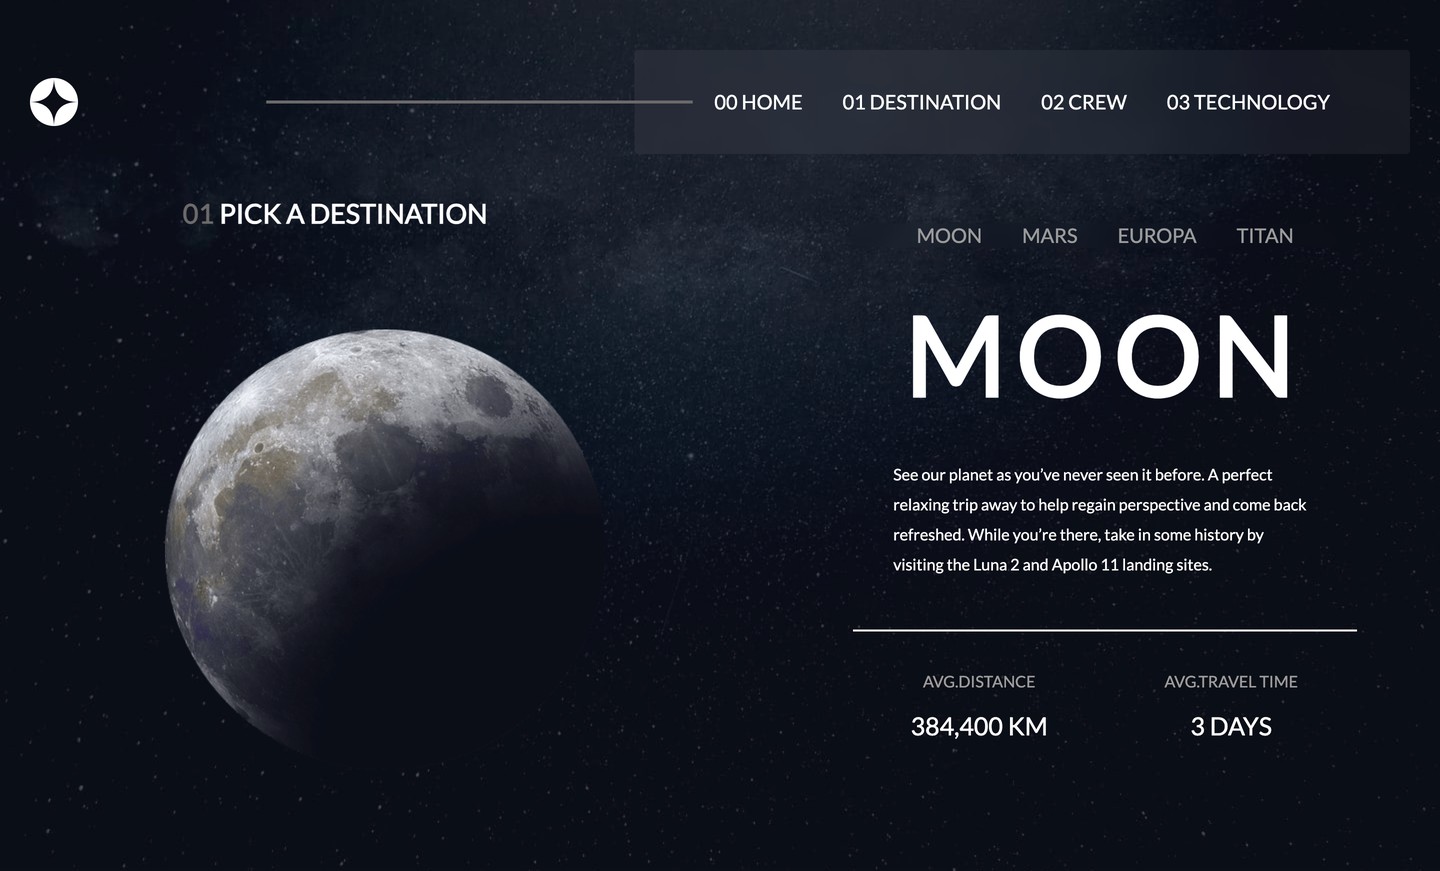 00 HOME 01 DESTINATION 02 CREW 03 TECHNOLOGY
01 PICK A DESTINATION
MOON MARS EUROPA TITAN
MOON
See our planet as you’ve never seen it before. A perfect
relaxing trip away to help regain perspective and come back
refreshed. While you’re there, take in some history by
visiting the Luna 2 and Apollo 11 landing sites.
AVG.DISTANCE AVG.TRAVEL TIME
384,400 KM 3 DAYS